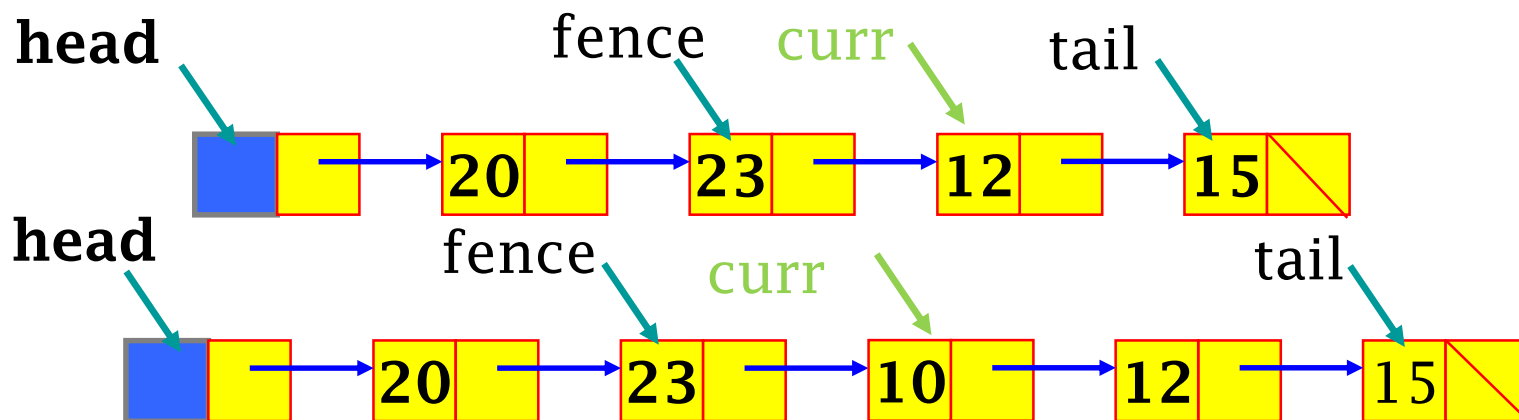 head fence curr tail
20 23 12 15
head fence curr tail
20 23 10 12 15